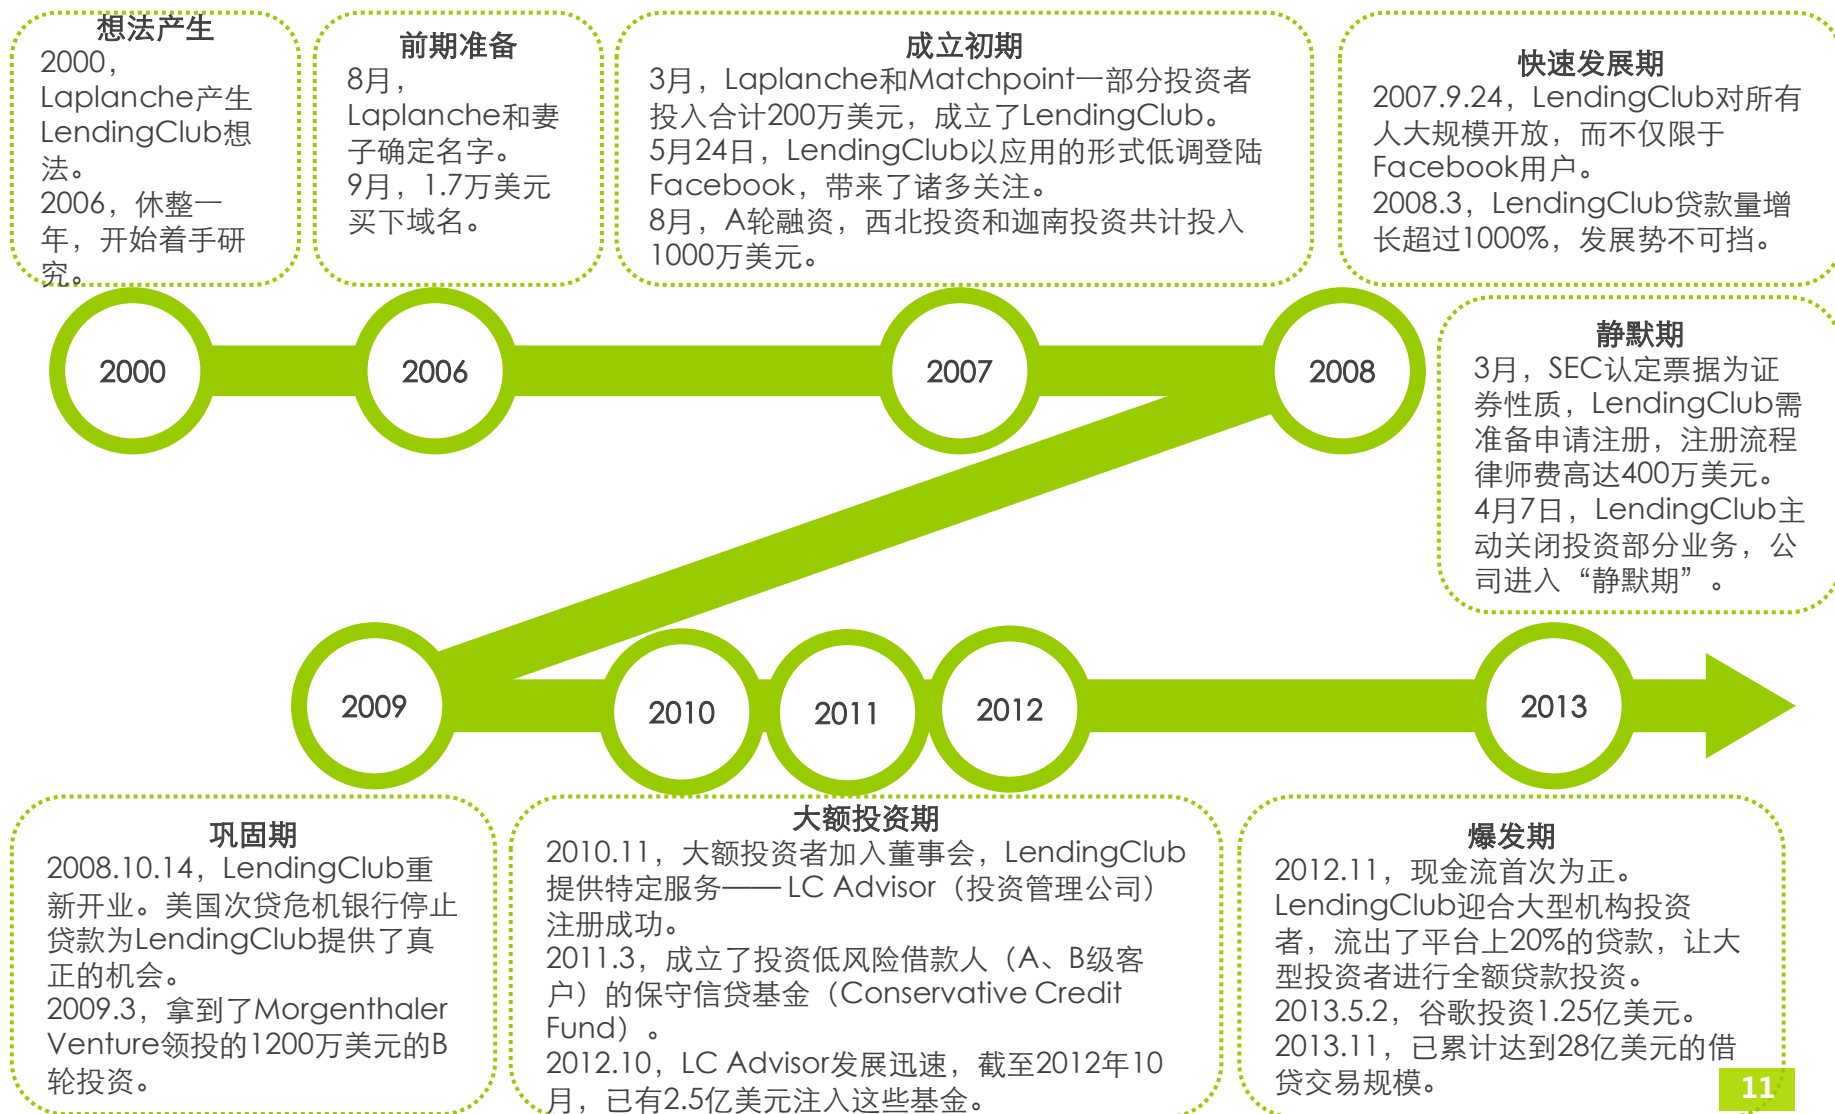 想法产生
2000，
Laplanche产生
LendingClub想
法。
2006，休整一
年，开始着手研
究。
前期准备
8月，
Laplanche和妻
子确定名字。
9月，1.7万美元
买下域名。
成立初期
3月，Laplanche和Matchpoint一部分投资者
投入合计200万美元，成立了LendingClub。
5月24日，LendingClub以应用的形式低调登陆
Facebook，带来了诸多关注。
8月，A轮融资，西北投资和迦南投资共计投入
1000万美元。
快速发展期
2007.9.24，LendingClub对所有
人大规模开放，而不仅限于
Facebook用户。
2008.3，LendingClub贷款量增
长超过1000%，发展势不可挡。
2000
2006
2007
2008
静默期
3月，SEC认定票据为证
券性质，LendingClub需
准备申请注册，注册流程
律师费高达400万美元。
4月7日，LendingClub主
动关闭投资部分业务，公
司进入“静默期”。
2009
2010
2011
2012
2013
巩固期
2008.10.14，LendingClub重
新开业。美国次贷危机银行停止
贷款为LendingClub提供了真
正的机会。
2009.3，拿到了Morgenthaler
Venture领投的1200万美元的B
轮投资。
大额投资期
2010.11，大额投资者加入董事会，LendingClub
提供特定服务—— LC Advisor（投资管理公司）
注册成功。
2011.3，成立了投资低风险借款人（A、B级客
户）的保守信贷基金（Conservative Credit
Fund）。
2012.10，LC Advisor发展迅速，截至2012年10
月，已有2.5亿美元注入这些基金。
爆发期
2012.11，现金流首次为正。
LendingClub迎合大型机构投资
者，流出了平台上20%的贷款，让大
型投资者进行全额贷款投资。
2013.5.2，谷歌投资1.25亿美元。
2013.11，已累计达到28亿美元的借
贷交易规模。
11